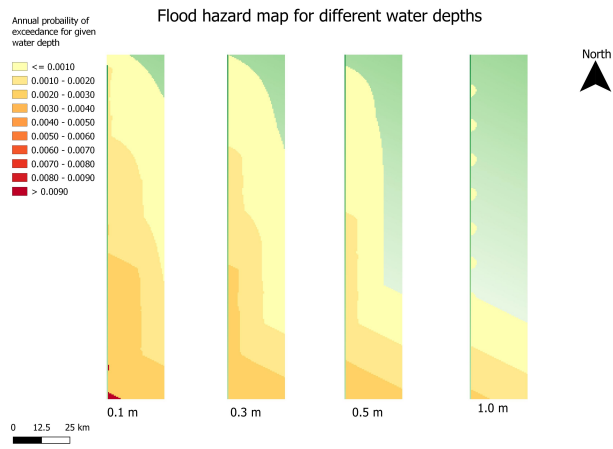 Flood hazard map for different water depths
Annual probaility of
exceedance for given
water depth
<= 0.0010
0.0010 - 0.0020
0.0020 - 0.0030
0.0030 - 0.0040
0.0040 - 0.0050
0.0050 - 0.0060
0.0060 - 0.0070
0.0070 - 0.0080
0.0080 - 0.0090
> 0.0090
North
0.1 m
0.3 m
0.5 m
1.0 m
0 12.5 25 km